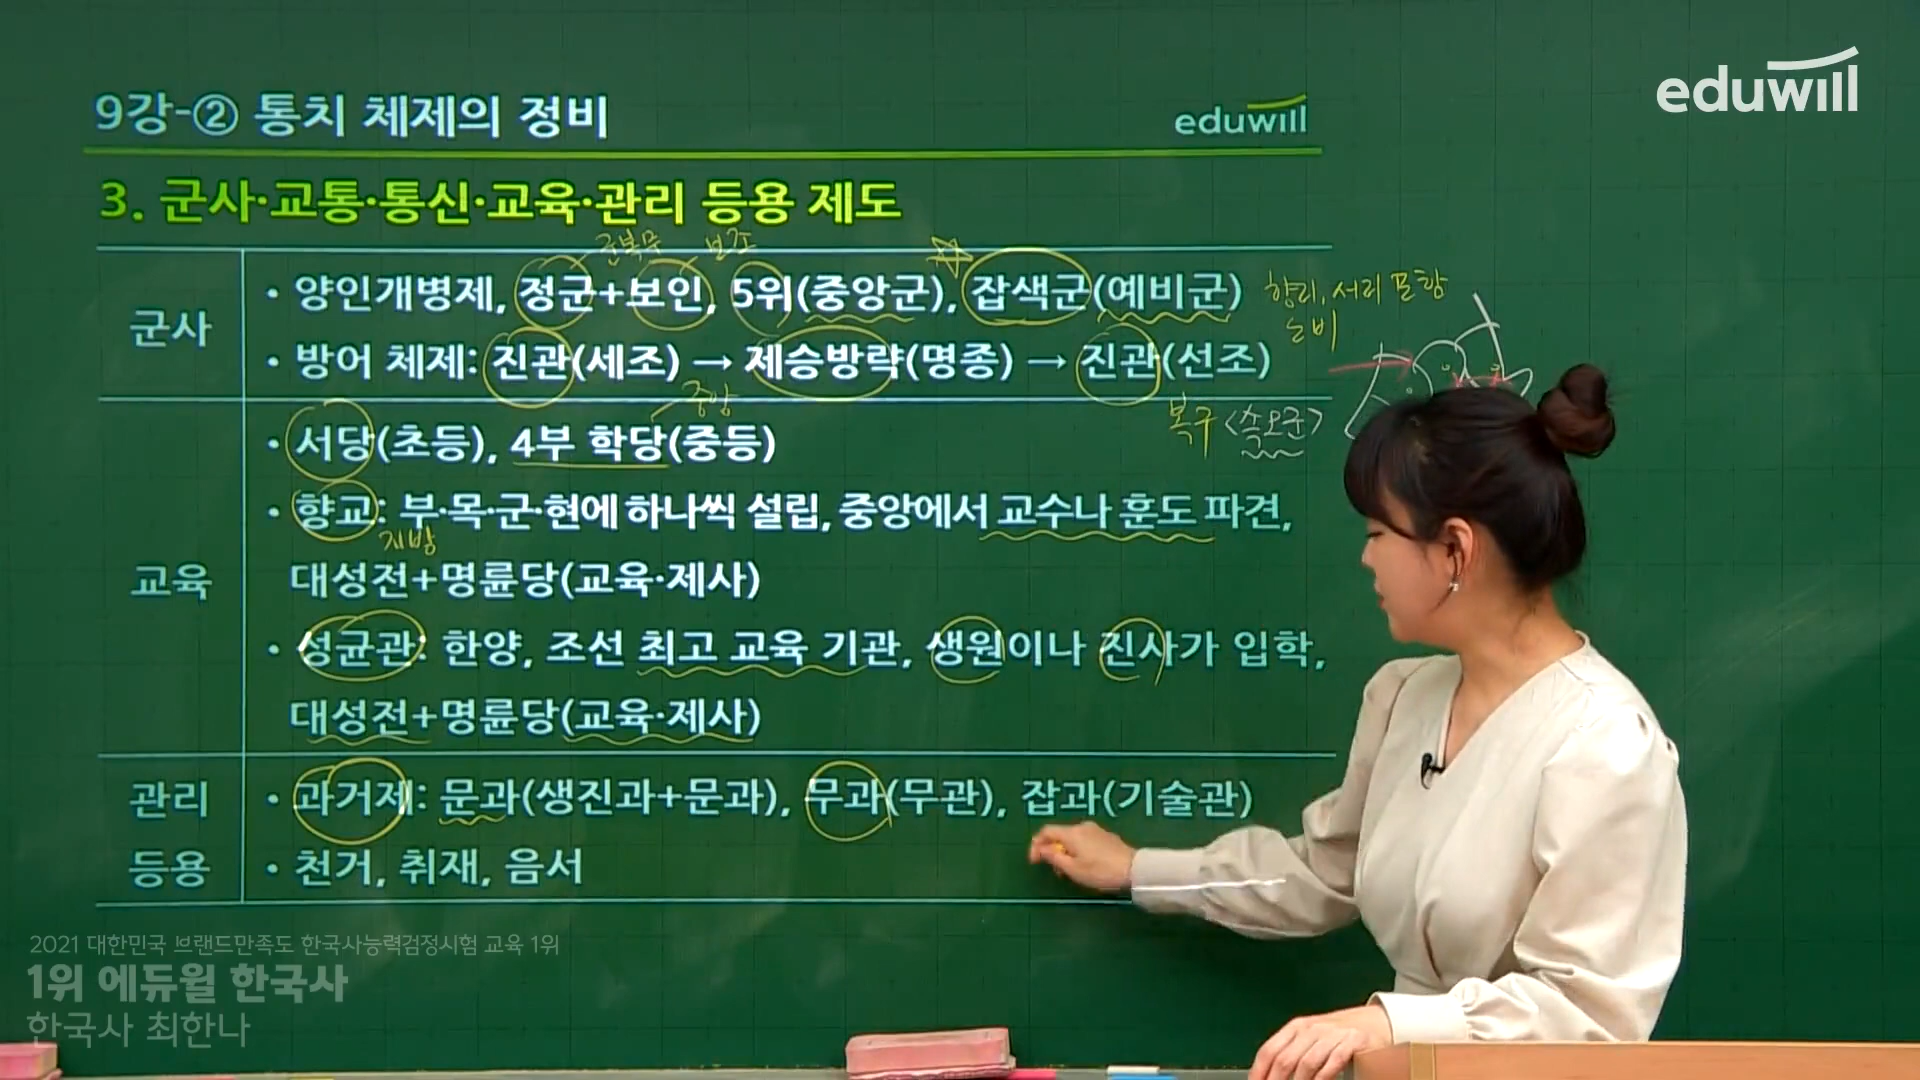 eduwill
9강-② 통치 체제의 정비
eduwill
3. 군사·교통·통신·교육·관리 등용 제도
군복무 보조
군사
• 양인개병제, 정군+보인, 5위(중앙군), 잡색군(예비군)
향리, 서리 포함
노비
• 방어 체제: 진관(세조) → 제승방략(명종) → 진관(선조)
중앙
복구 <속오군>
교육
• 서당(초등), 4부 학당(중등)
• 향교: 부·목·군·현에 하나씩 설립, 중앙에서 교수나 훈도 파견,
지방
대성전+명륜당(교육·제사)
• 성균관: 한양, 조선 최고 교육 기관, 생원이나 진사가 입학,
대성전+명륜당(교육·제사)
관리
등용
• 과거제: 문과(생진과+문과), 무과(무관), 잡과(기술관)
• 천거, 취재, 음서
2021 대한민국 브랜드만족도 한국사능력검정시험 교육 1위
1위 에듀윌 한국사
한국사 최한나